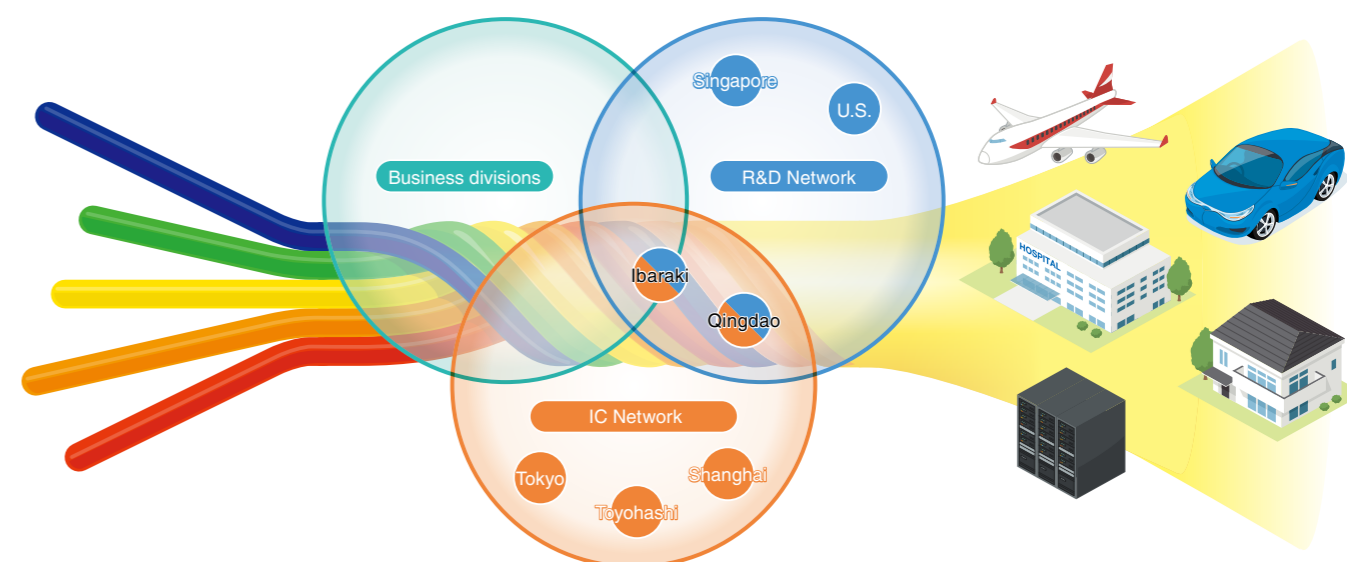 Singapore
U.S.
Business divisions
R&D Network
HOSPITAL
Ibaraki
Qingdao
IC Network
Tokyo
Shanghai
Toyohashi